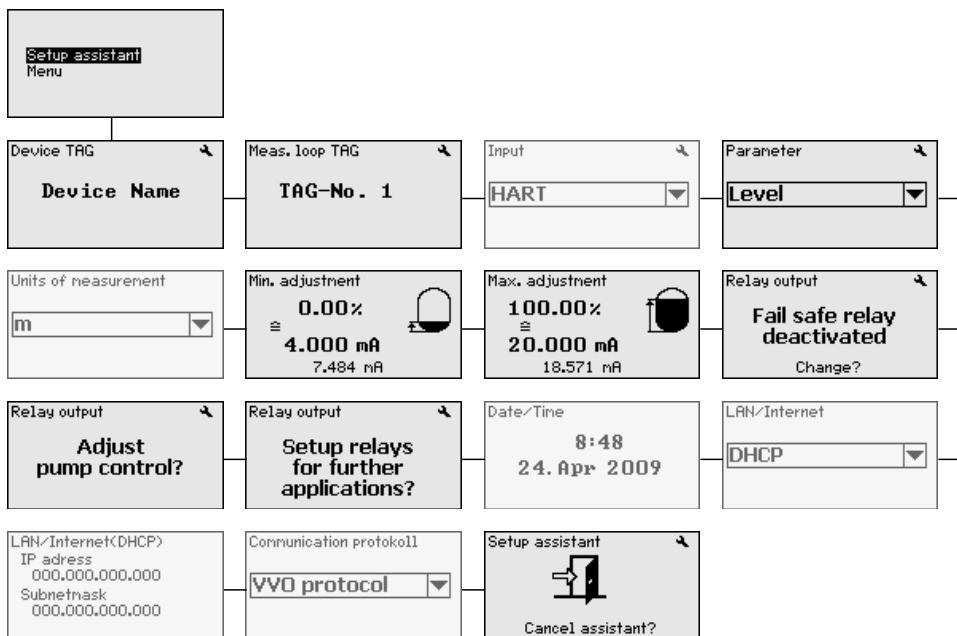 Setup assistant
Menu
Device TAG
Device Name
Meas. loop TAG
TAG-No. 1
Input
HART
Parameter
Level
Units of measurement
m
Min. adjustment
0.00%
≙
4.000 mA
7.484 mA
Max. adjustment
100.00%
≙
20.000 mA
18.571 mA
Relay output
Fail safe relay
deactivated
Change?
Relay output
Adjust
pump control?
Relay output
Setup relays
for further
applications?
Date/Time
8:48
24. Apr 2009
LAN/Internet
DHCP
LAN/Internet(DHCP)
IP adress
000.000.000.000
Subnetmask
000.000.000.000
Communication protokoll
VVO protocol
Setup assistant
Cancel assistant?